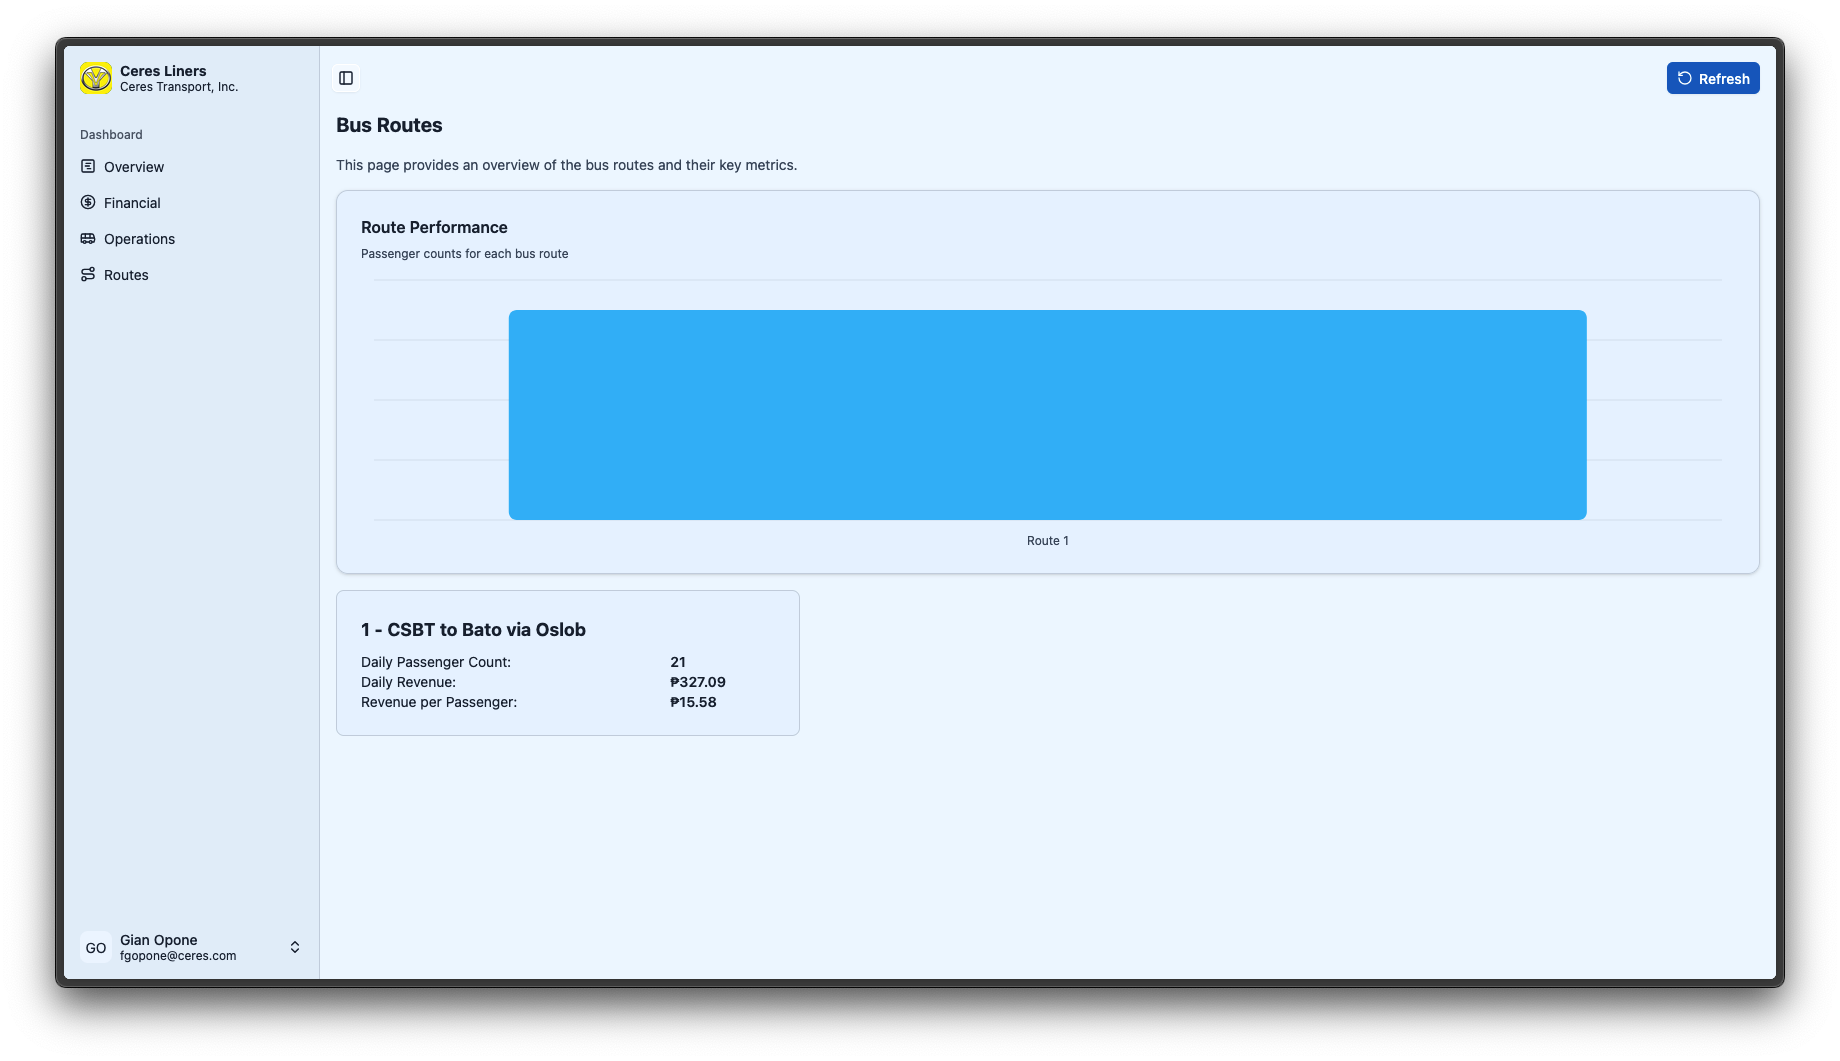 Ceres Liners
Ceres Transport, Inc.
Dashboard
Overview
Financial
Operations
Routes
GO
Gian Opone
fgopone@ceres.com
Refresh
Bus Routes
This page provides an overview of the bus routes and their key metrics.
Route Performance
Passenger counts for each bus route
Route 1
1 - CSBT to Bato via Oslob
Daily Passenger Count: 21
Daily Revenue: ₱327.09
Revenue per Passenger: ₱15.58